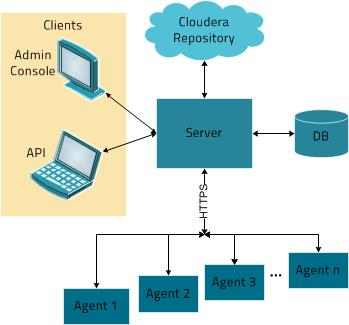 Clients
Admin
Console
API
Cloudera
Repository
Server
DB
HTTPS
Agent 1
Agent 2
Agent 3
...
Agent n